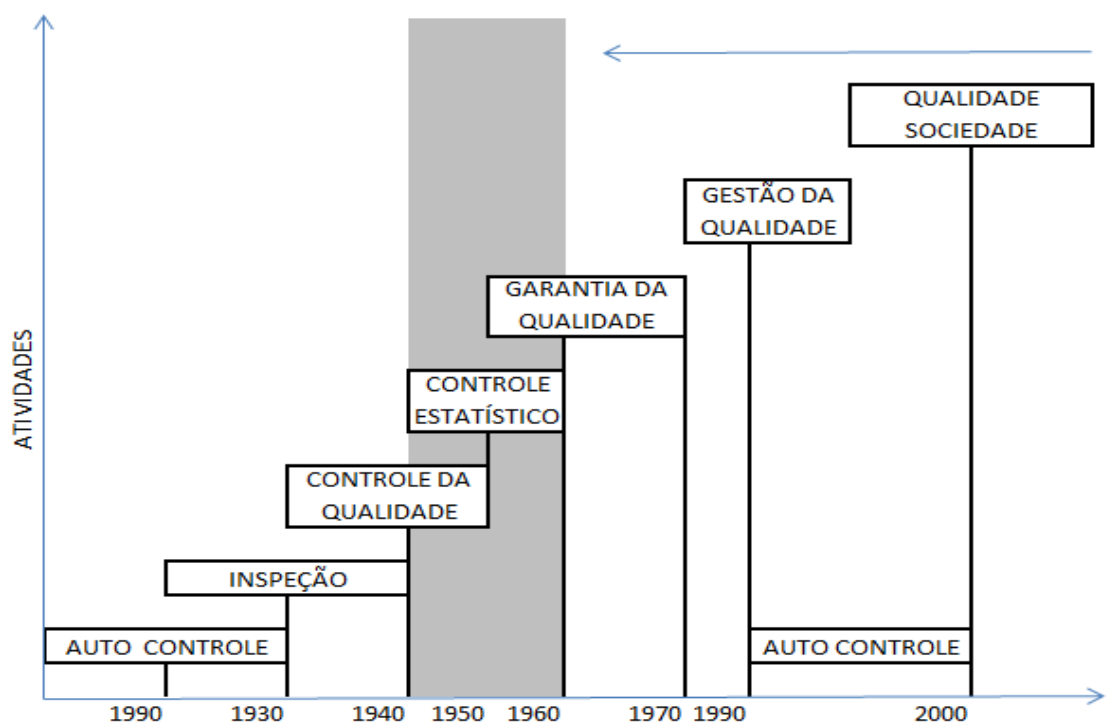 QUALIDADE
SOCIEDADE
GESTÃO DA
QUALIDADE
GARANTIA DA
QUALIDADE
CONTROLE
ESTATÍSTICO
CONTROLE DA
QUALIDADE
INSPEÇÃO
AUTO CONTROLE
AUTO CONTROLE
ATIVIDADES
1990 1930 1940 1950 1960 1970 1990 2000